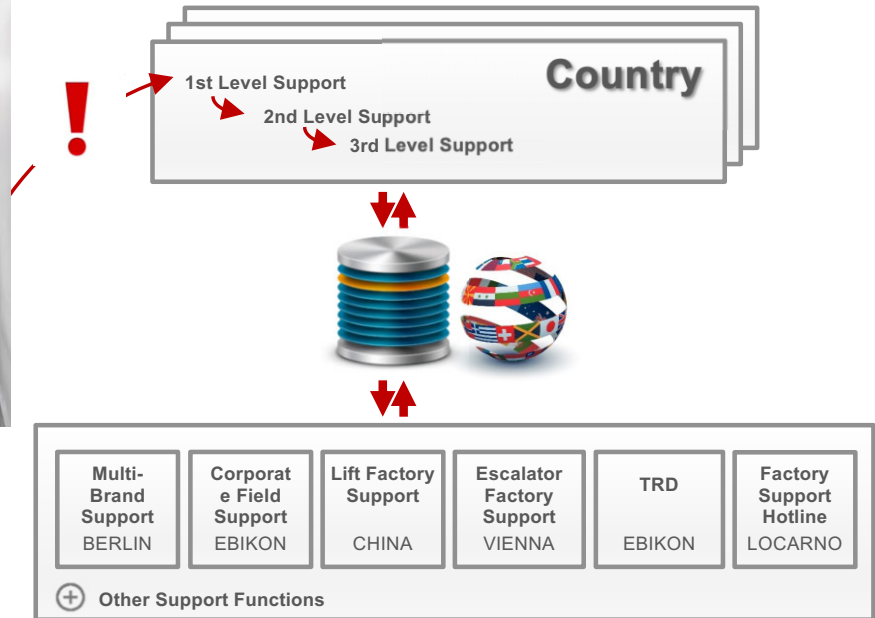 Country
1st Level Support
2nd Level Support
3rd Level Support
Multi-
Brand
Support
BERLIN
Corporat
e Field
Support
EBIKON
Lift Factory
Support
CHINA
Escalator
Factory
Support
VIENNA
TRD
EBIKON
Factory
Support
Hotline
LOCARNO
Other Support Functions